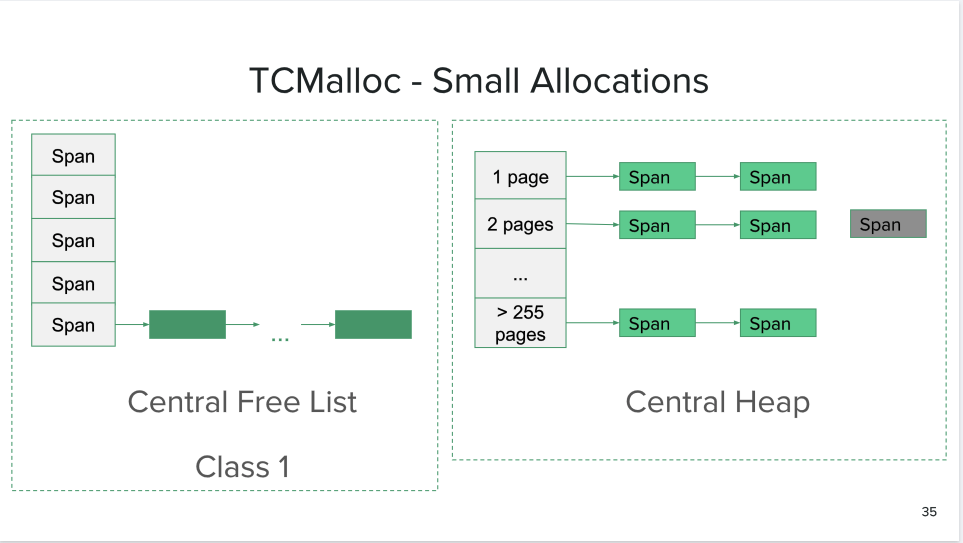 TCMalloc - Small Allocations
Span
Span
Span
Span
Span
...
Central Free List
Class 1
1 page
Span
Span
2 pages
Span
Span
Span
...
> 255
pages
Span
Span
Central Heap
35